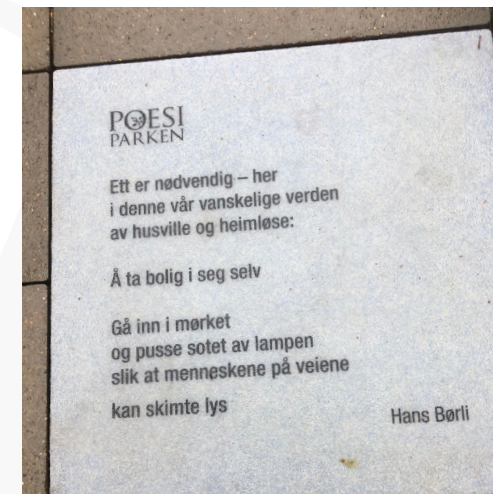 POESI
PARKEN
Ett er nødvendig – her
i denne vår vanskelige verden
av husville og heimløse:
Å ta bolig i seg selv
Gå inn i mørket
og pusse sotet av lampen
slik at menneskene på veiene
kan skimte lys
Hans Børli